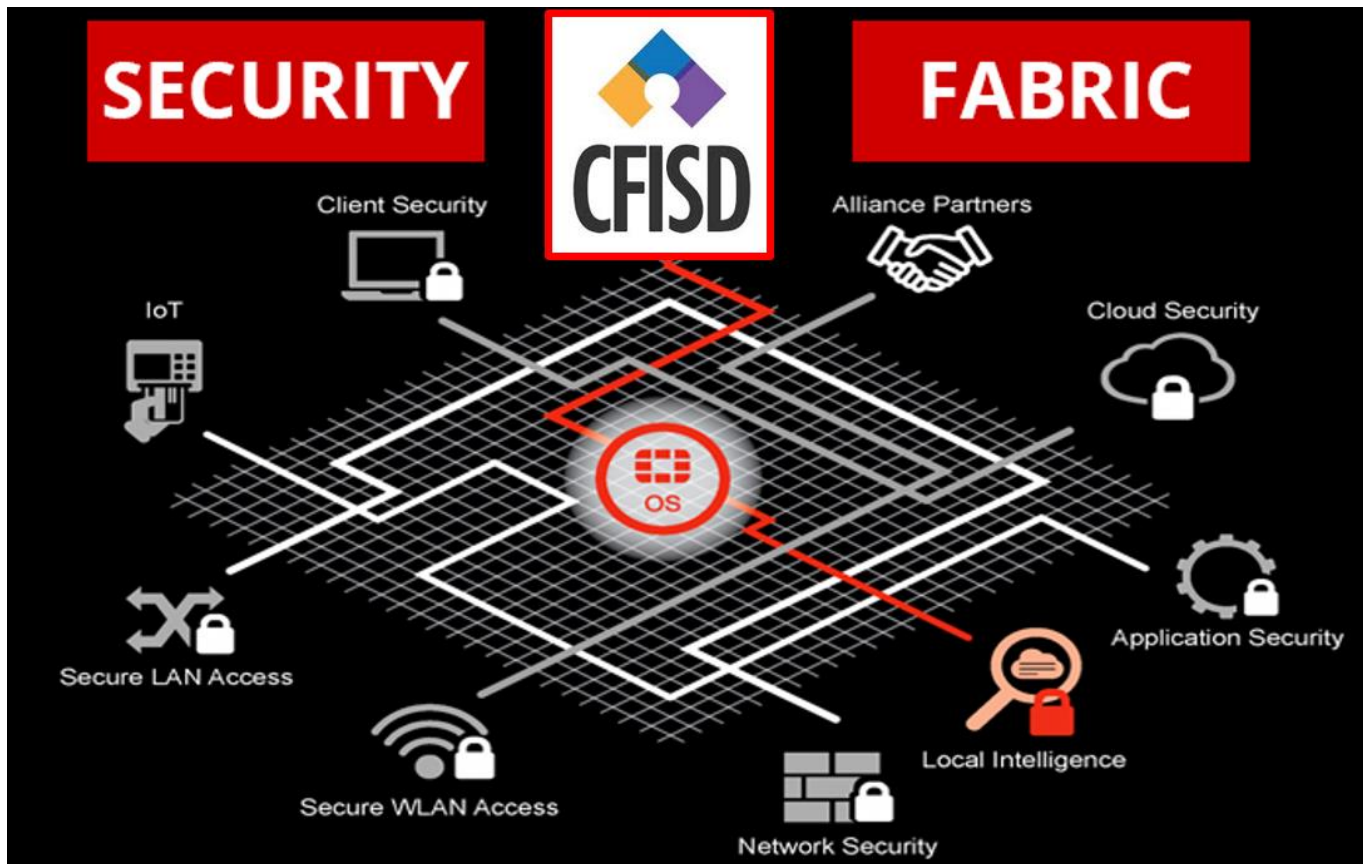 SECURITY
CFISD
FABRIC
Client Security
Alliance Partners
IoT
Cloud Security
OS
Application Security
Secure LAN Access
Local Intelligence
Secure WLAN Access
Network Security